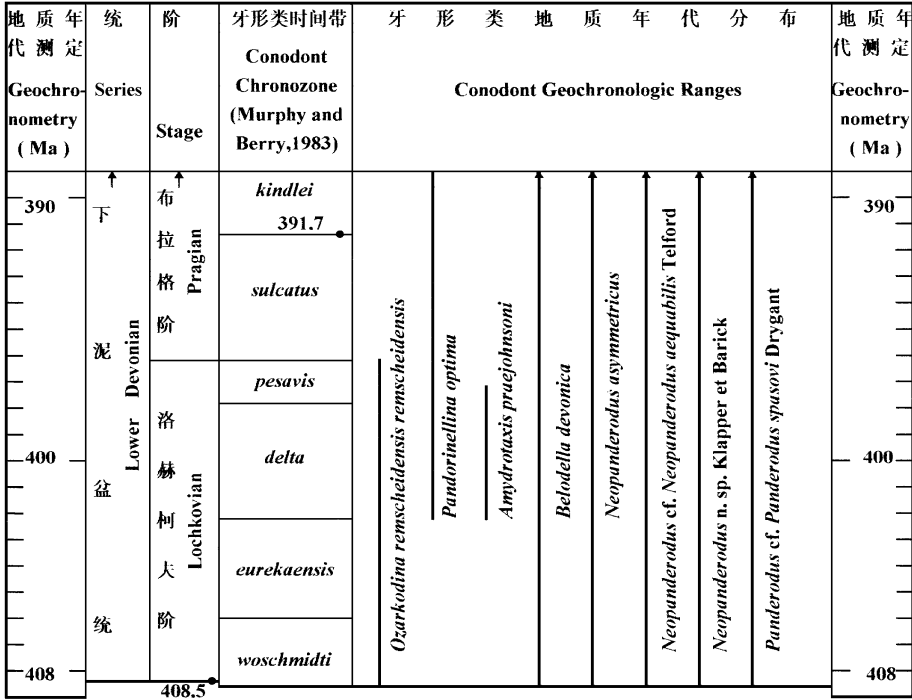 地 质 年
代 测 定
Geochro-
nometry
( Ma )
统
Series
阶
Stage
牙形类时间带
Conodont
Chronozone
(Murphy and
Berry,1983)
牙 形 类 地 质 年 代 分 布
Conodont Geochronologic Ranges
地 质 年
代 测 定
Geochro-
nometry
( Ma )
390
400
408
下 泥 盆 统
Lower Devonian
布 拉 格 阶
Pragian
洛 赫 柯 夫 阶
Lochkovian
408.5
kindlei
391.7
sulcatus
pesavis
delta
eurekaensis
woschmidti
Ozarkodina remscheidensis remscheidensis
Pandorinellina optima
Amydrotaxis praejohnsoni
Belodella devonica
Neopanderodus asymmetricus
Neopanderodus cf. Neopanderodus aequabilis Telford
Neopanderodus n. sp. Klapper et Barick
Panderodus cf. Panderodus spasovi Drygant
390
400
408